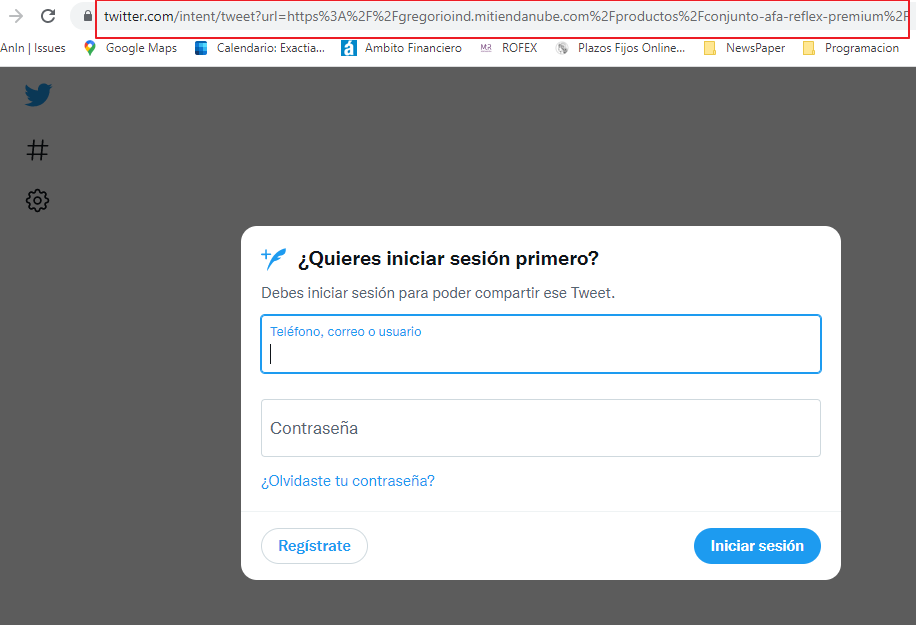 twitter.com/intent/tweet?url=https%3A%2F%2Fgregorioind.mitiendanube.com%2Fproductos%2Fconjunto-afa-reflex-premium%2F
AnIn | Issues Google Maps Calendario: Exactia... á Ambito Financiero MR ROFEX Plazos Fijos Online... NewsPaper Programacion
¿Quieres iniciar sesión primero?
Debes iniciar sesión para poder compartir ese Tweet.
Teléfono, correo o usuario
Contraseña
¿Olvidaste tu contraseña?
Regístrate Iniciar sesión